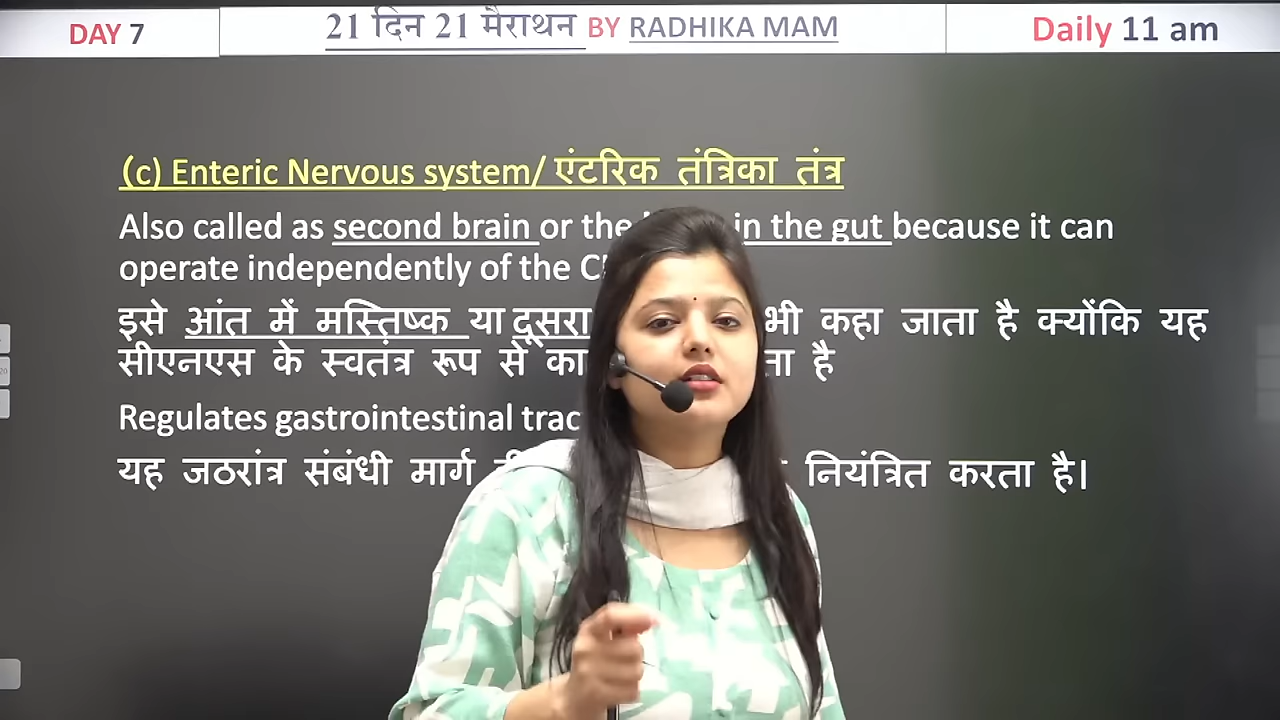 DAY 7
21 दिन 21 मैराथन BY RADHIKA MAM
Daily 11 am
(c) Enteric Nervous system/ एंटरिक तंत्रिका तंत्र
Also called as second brain or the in the gut because it can
operate independently of the
इसे आंत में मस्तिष्क या दूसरा भी कहा जाता है क्योंकि यह
सीएनएस के स्वतंत्र रूप से है
Regulates gastrointestinal
यह जठरांत्र संबंधी मार्ग नियंत्रित करता है।